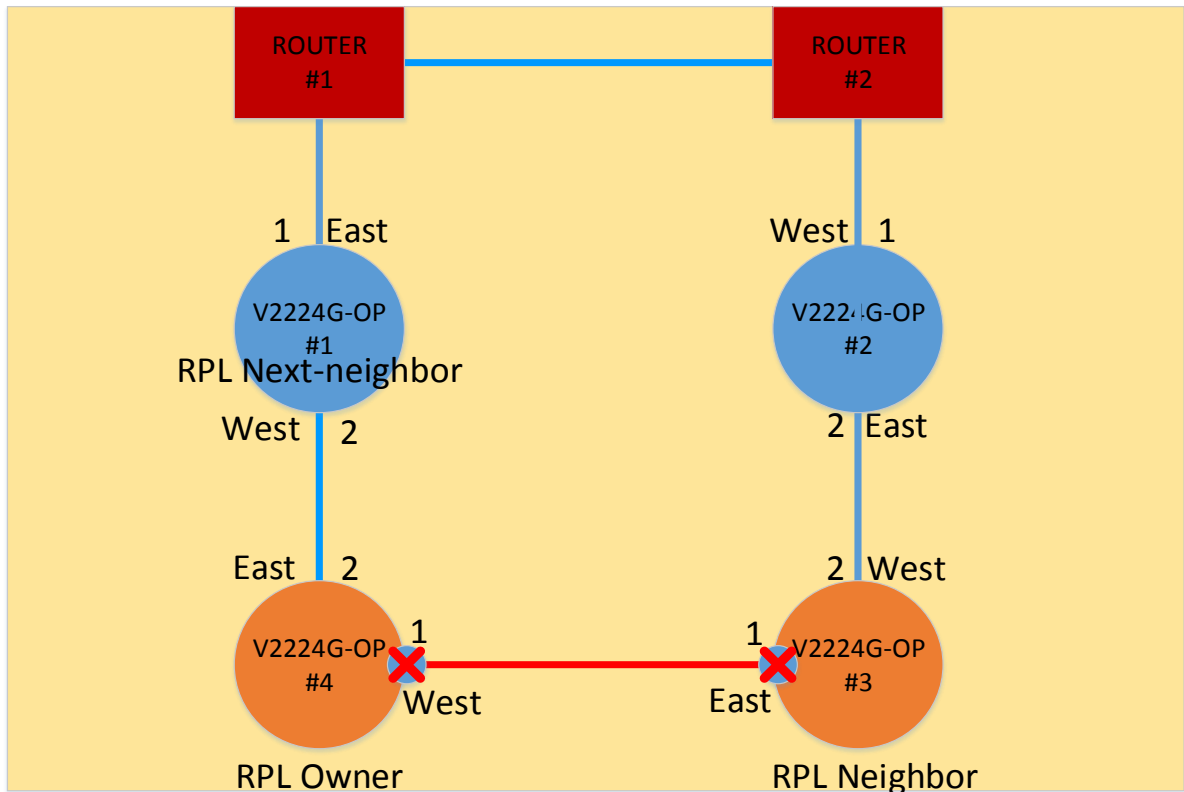 ROUTER
#1
ROUTER
#2
1 East
West 1
V2224G-OP
#1
RPL Next-neighbor
V2224G-OP
#2
West 2
2 East
East 2
2 West
V2224G-OP
#4
1
West
1
East
V2224G-OP
#3
RPL Owner
RPL Neighbor